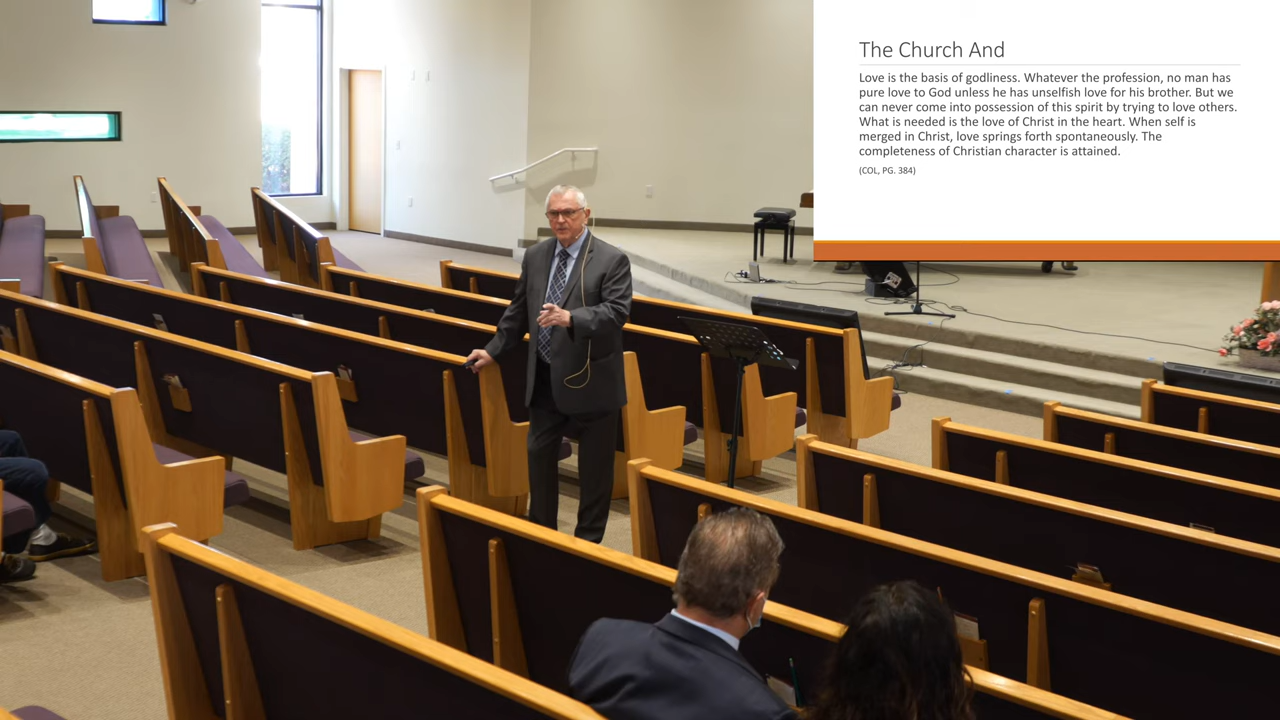 The Church And
Love is the basis of godliness. Whatever the profession, no man has
pure love to God unless he has unselfish love for his brother. But we
can never come into possession of this spirit by trying to love others.
What is needed is the love of Christ in the heart. When self is
merged in Christ, love springs forth spontaneously. The
completeness of Christian character is attained.
(COL, PG. 384)